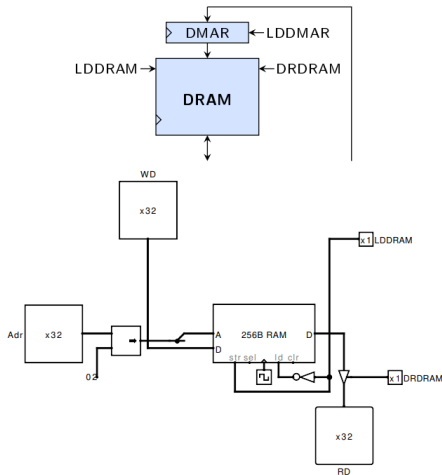 DMAR
LDDMAR
LDDRAM
DRDRAM
DRAM
WD
x32
x1 LDDRAM
Adr
x32
A
256B RAM
D
D
str sel
ld clr
02
x1 DRDRAM
x32
RD